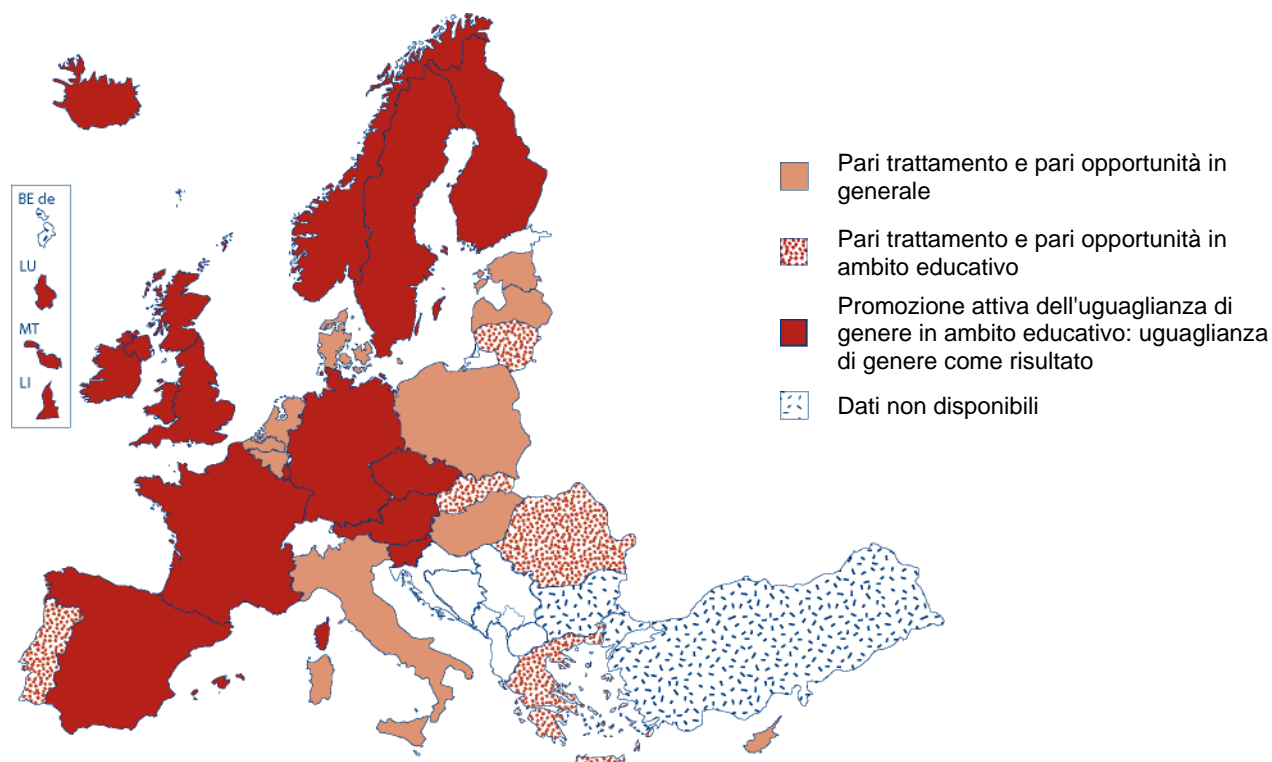 BE de
LU
MT
LI
Pari trattamento e pari opportunità in
generale
Pari trattamento e pari opportunità in
ambito educativo
Promozione attiva dell'uguaglianza di
genere in ambito educativo: uguaglianza
di genere come risultato
Dati non disponibili